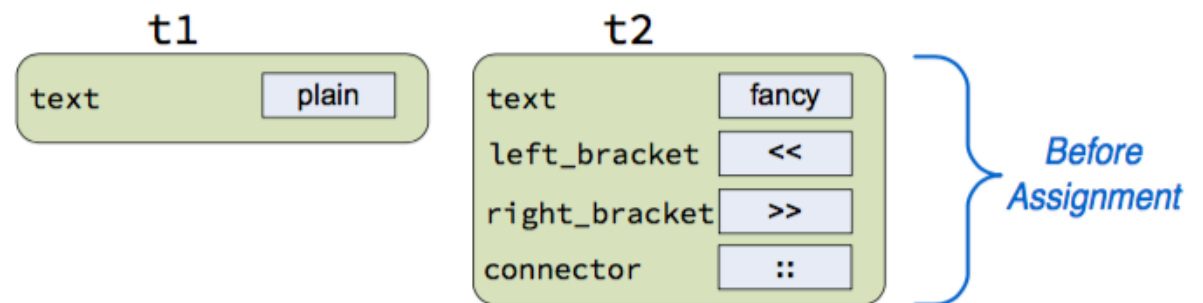 t1 t2
text plain text fancy
left_bracket <<
right_bracket >>
connector ::
Before
Assignment